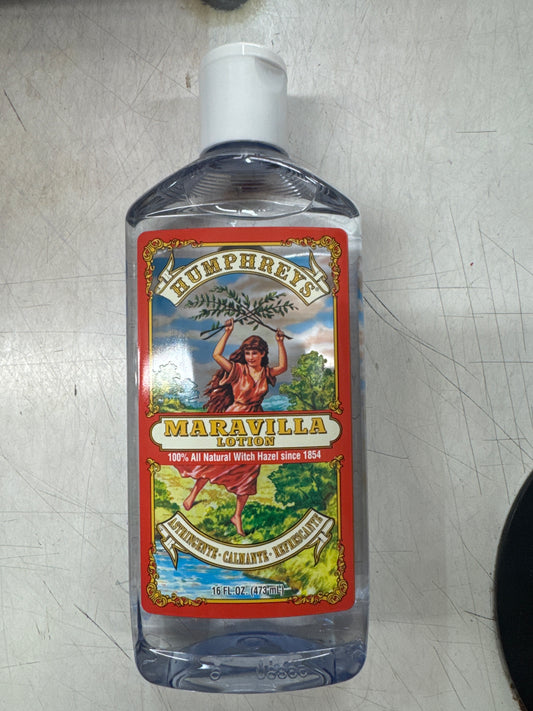 HUMPHREYS
MARAVILLA
LOTION
100% All Natural Witch Hazel since 1854
ASTRINGENTE · CALMANTE · REFRESCANTE
16 FL. OZ. (473 mL)